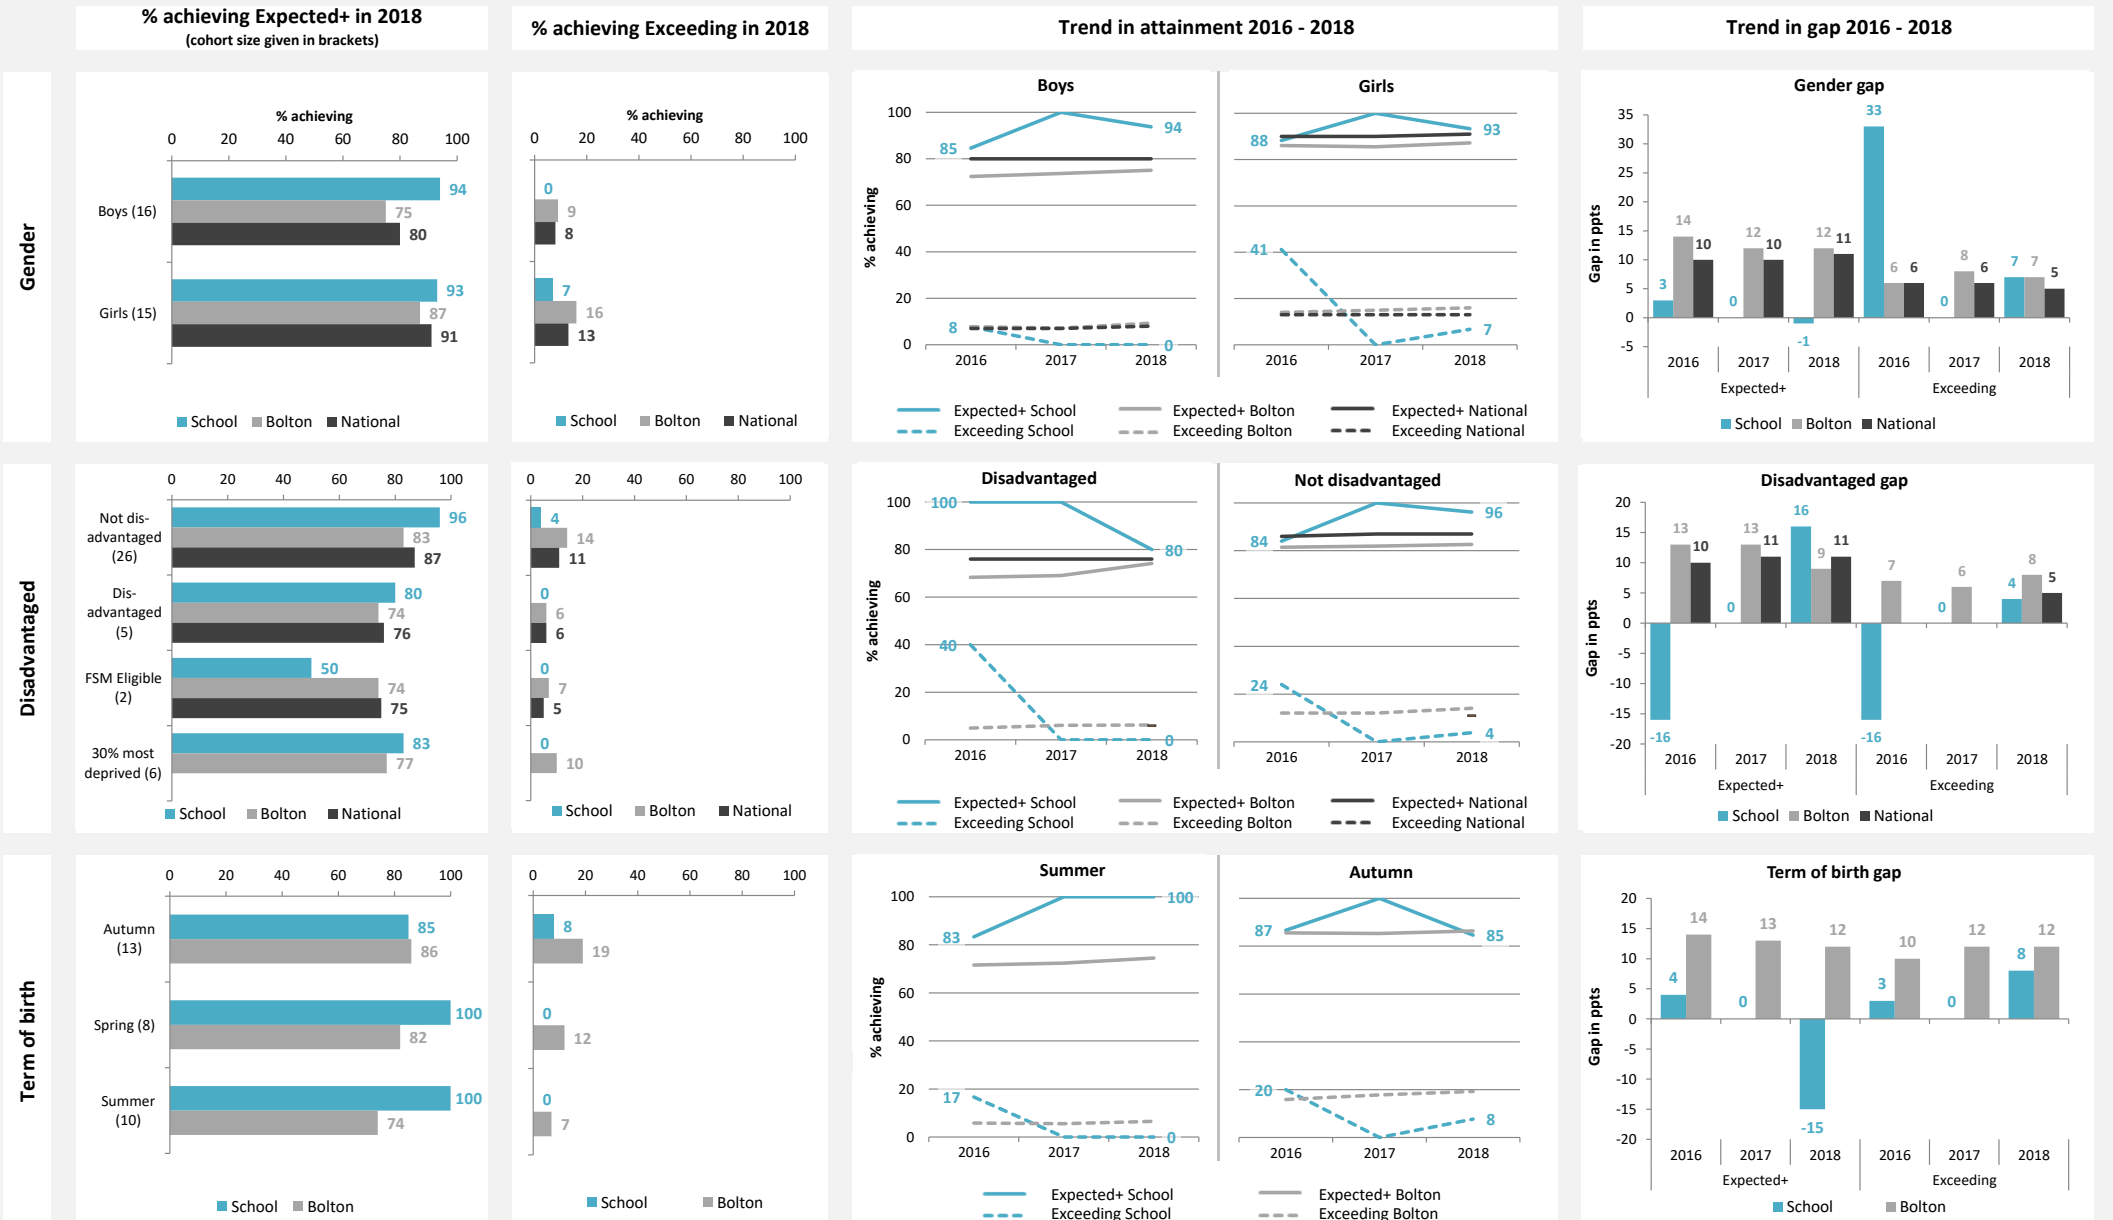 % achieving Expected+ in 2018
(cohort size given in brackets)
% achieving Exceeding in 2018
Trend in attainment 2016 - 2018
Trend in gap 2016 - 2018
Gender
% achieving
0 20 40 60 80 100
Boys (16)
94
75
80
Girls (15)
93
87
91
School Bolton National
% achieving
0 20 40 60 80 100
0
9
8
7
16
13
School Bolton National
Boys
Girls
% achieving
100
80
60
40
20
0
85
94
8
0
88
93
41
7
2016 2017 2018
2016 2017 2018
Expected+ School Expected+ Bolton Expected+ National
Exceeding School Exceeding Bolton Exceeding National
Gender gap
Gap in ppts
35
30
25
20
15
10
5
0
-5
3
14
10
0
12
10
-1
12
11
33
6
6
0
8
6
7
7
5
2016 2017 2018 2016 2017 2018
Expected+ Exceeding
School Bolton National
Disadvantaged
0 20 40 60 80 100
Not dis-
advantaged
(26)
96
83
87
Dis-
advantaged
(5)
80
74
76
FSM Eligible
(2)
50
74
75
30% most
deprived (6)
83
77
School Bolton National
0 20 40 60 80 100
4
14
11
0
6
6
0
7
5
0
10
School Bolton National
Disadvantaged
Not disadvantaged
% achieving
100
80
60
40
20
0
100
80
40
0
84
96
24
4
2016 2017 2018
2016 2017 2018
Expected+ School Expected+ Bolton Expected+ National
Exceeding School Exceeding Bolton Exceeding National
Disadvantaged gap
Gap in ppts
20
15
10
5
0
-5
-10
-15
-20
-16
13
10
0
13
11
16
9
11
-16
7
0
6
4
8
5
2016 2017 2018 2016 2017 2018
Expected+ Exceeding
School Bolton National
Term of birth
0 20 40 60 80 100
Autumn
(13)
85
86
Spring (8)
100
82
Summer
(10)
100
74
School Bolton
0 20 40 60 80 100
8
19
0
12
0
7
School Bolton
Summer
Autumn
% achieving
100
80
60
40
20
0
83
100
17
0
87
85
20
8
2016 2017 2018
2016 2017 2018
Expected+ School Expected+ Bolton
Exceeding School Exceeding Bolton
Term of birth gap
Gap in ppts
20
15
10
5
0
-5
-10
-15
-20
4
14
0
13
-15
12
3
10
0
12
8
12
2016 2017 2018 2016 2017 2018
Expected+ Exceeding
School Bolton